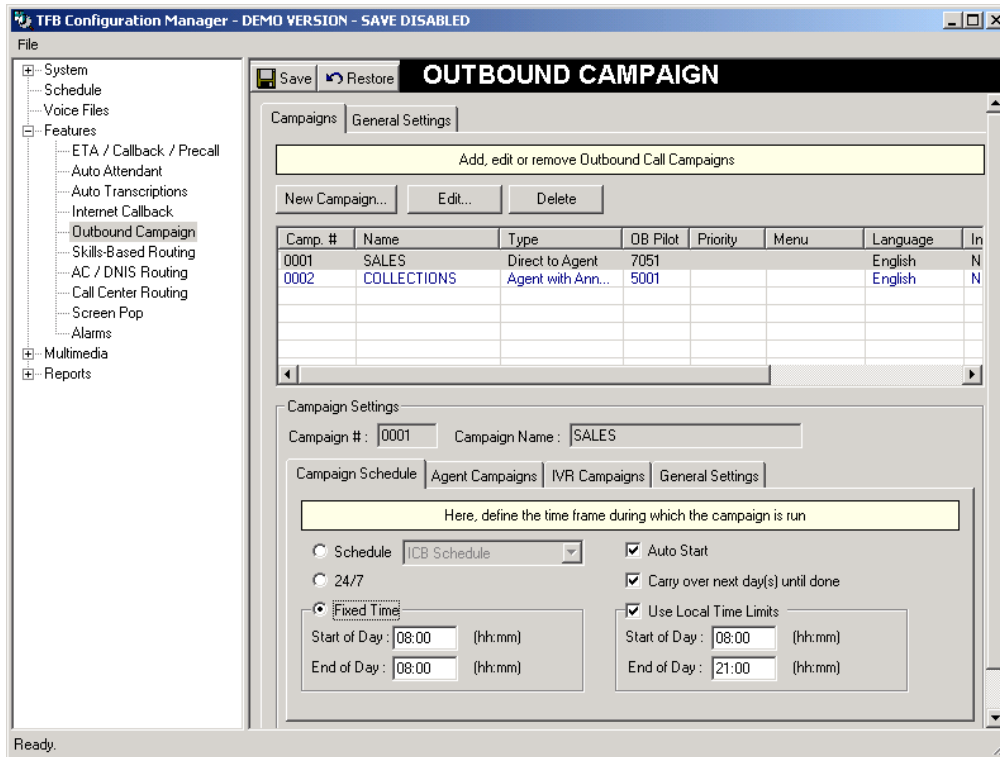 TFB Configuration Manager - DEMO VERSION - SAVE DISABLED
File
System
Schedule
Voice Files
Features
ETA / Callback / Precall
Auto Attendant
Auto Transcriptions
Internet Callback
Outbound Campaign
Skills-Based Routing
AC / DNIS Routing
Call Center Routing
Screen Pop
Alarms
Multimedia
Reports
Save Restore OUTBOUND CAMPAIGN
Campaigns General Settings
Add, edit or remove Outbound Call Campaigns
New Campaign... Edit... Delete
Camp. # Name Type OB Pilot Priority Menu Language In
0001 SALES Direct to Agent 7051 English N
0002 COLLECTIONS Agent with Ann... 5001 English N
Campaign Settings
Campaign # : 0001 Campaign Name : SALES
Campaign Schedule Agent Campaigns IVR Campaigns General Settings
Here, define the time frame during which the campaign is run
Schedule ICB Schedule Auto Start
24/7 Carry over next day(s) until done
Fixed Time Use Local Time Limits
Start of Day : 08:00 (hh:mm) Start of Day : 08:00 (hh:mm)
End of Day : 08:00 (hh:mm) End of Day : 21:00 (hh:mm)
Ready.